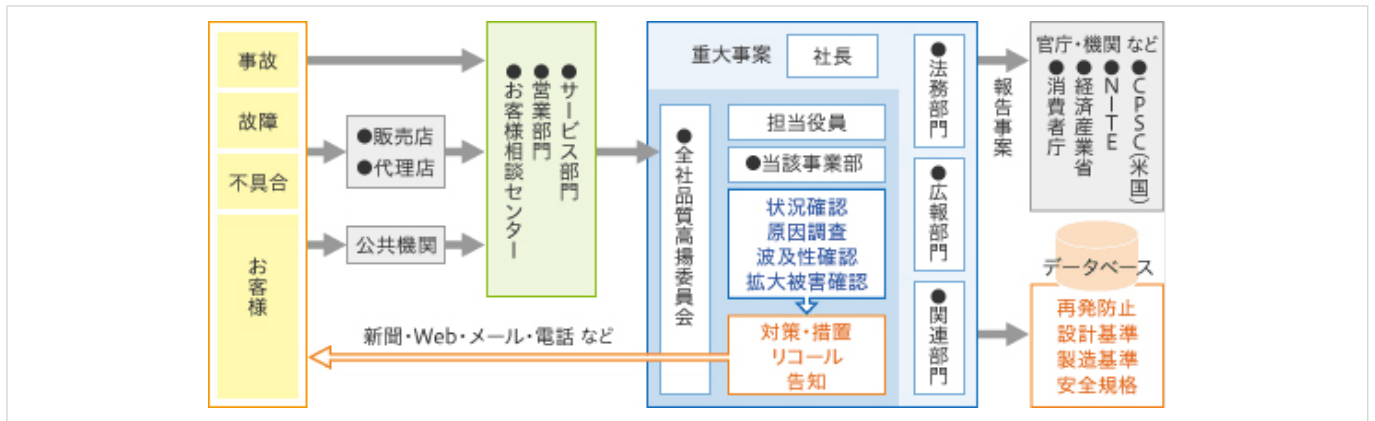 事故
故障
不具合
お客様
●販売店
●代理店
公共機関
●サービス部門
●営業部門
●お客様相談センター
重大事案
社長
●全社品質高揚委員会
担当役員
●当該事業部
状況確認
原因調査
波及性確認
拡大被害確認
対策・措置
リコール
告知
新聞・Web・メール・電話 など
●法務部門
●広報部門
●関連部門
報告事案
官庁・機関 など
●CPSC(米国)
●NITE
●経済産業省
●消費者庁
データベース
再発防止
設計基準
製造基準
安全規格